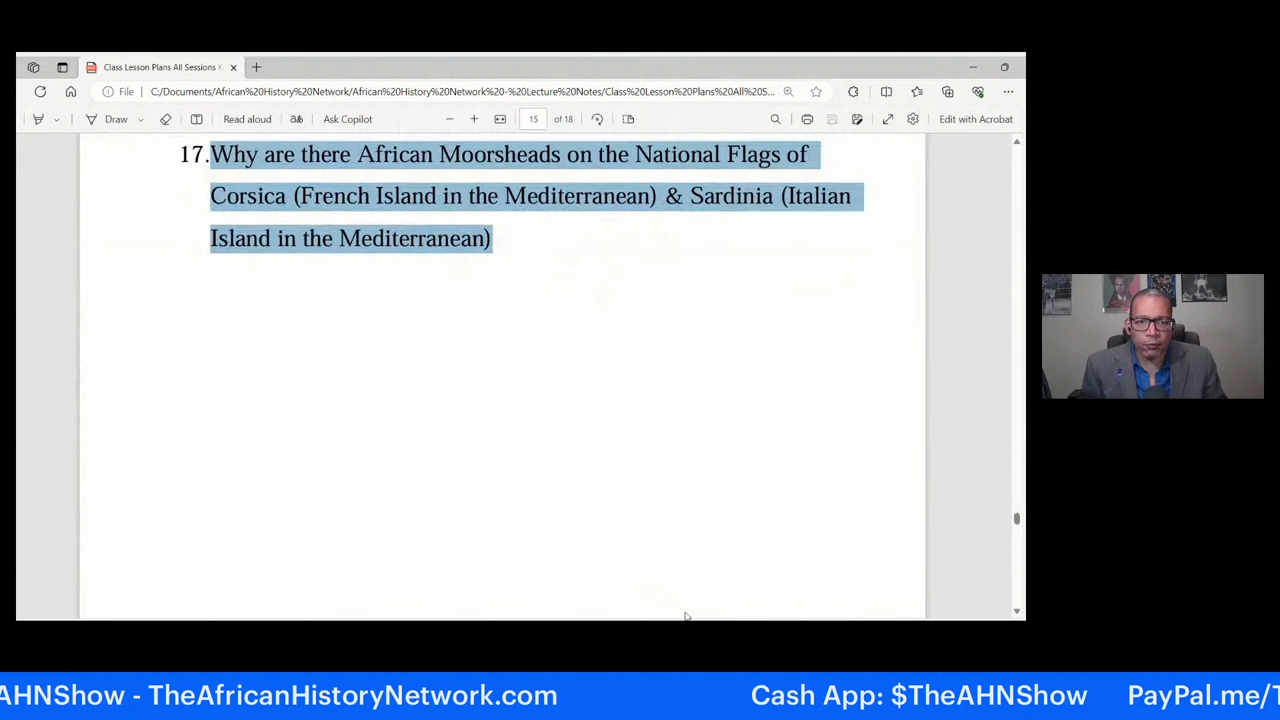 Class Lesson Plans All Sessions K
File
C:/Documents/African%20History%20Network/African%20History%20Network%20-%20Lecture%20Notes/Class%20Lesson%20Plans%20All%20S...
Draw
Read aloud
Ask Copilot
15
of 18
Edit with Acrobat
17. Why are there African Moorsheads on the National Flags of
Corsica (French Island in the Mediterranean) & Sardinia (Italian
Island in the Mediterranean)
AHNShow - TheAfricanHistoryNetwork.com
Cash App: $TheAHNShow
PayPal.me/T